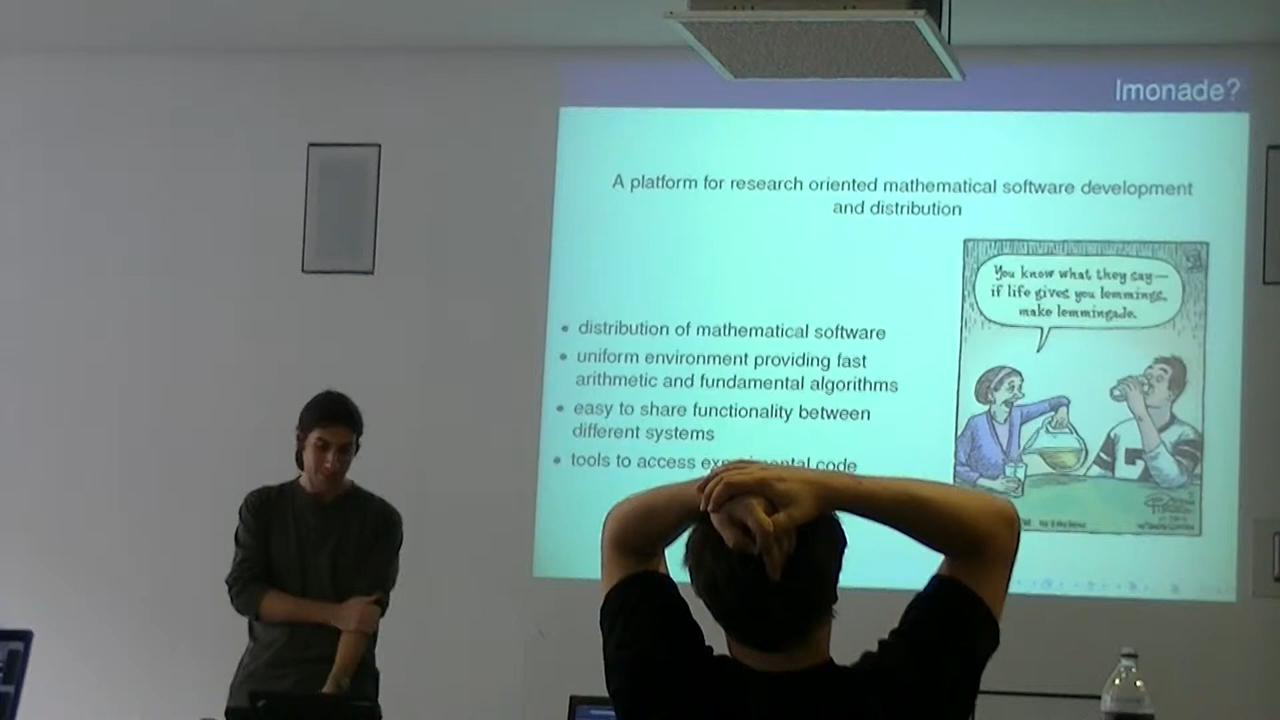 lmonade?
A platform for research oriented mathematical software development
and distribution
You know what they say—
if life gives you lemmings,
make lemmingade.
• distribution of mathematical software
• uniform environment providing fast
arithmetic and fundamental algorithms
• easy to share functionality between
different systems
• tools to access experimental code